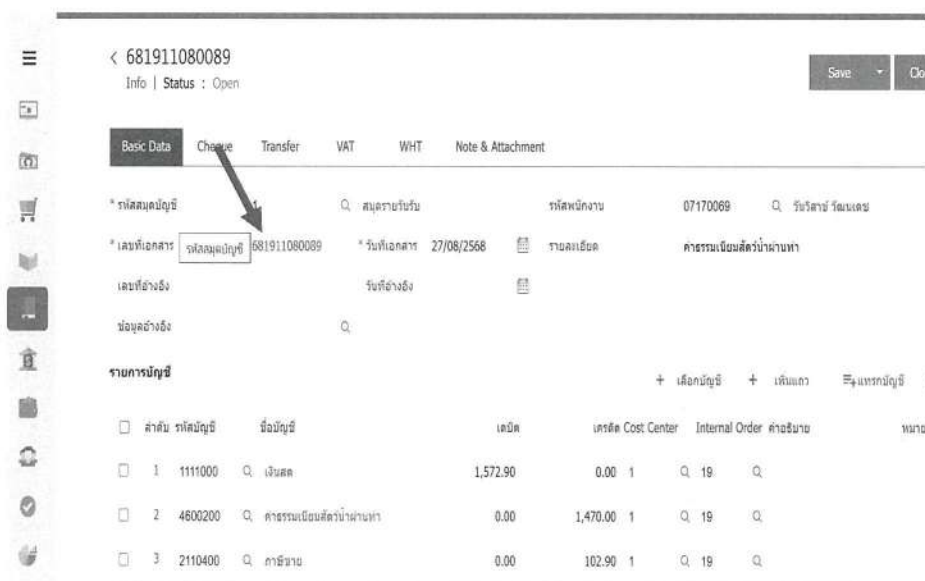 681911080089
Info | Status : Open
Save
Basic Data Cheque Transfer VAT WHT Note & Attachment
* รหัสสมุดบัญชี สมุดรายวันรับ รหัสพนักงาน 07170069
* เลขที่เอกสาร รหัสสมุดบัญชี 681911080089 * วันที่เอกสาร 27/08/2568 รายละเอียด ค่าธรรมเนียมสัตว์น้ำผ่านท่า
เลขที่อ้างอิง วันที่อ้างอิง
ข้อมูลอ้างอิง
รายการบัญชี
+ เลือกบัญชี + เพิ่มแถว แทรกบัญชี
ลำดับ รหัสบัญชี ชื่อบัญชี เดบิต เครดิต Cost Center Internal Order คำอธิบาย
1 1111000 เงินสด 1,572.90 0.00 1 19
2 4600200 ค่าธรรมเนียมสัตว์น้ำผ่านท่า 0.00 1,470.00 1 19
3 2110400 ภาษีขาย 0.00 102.90 1 19